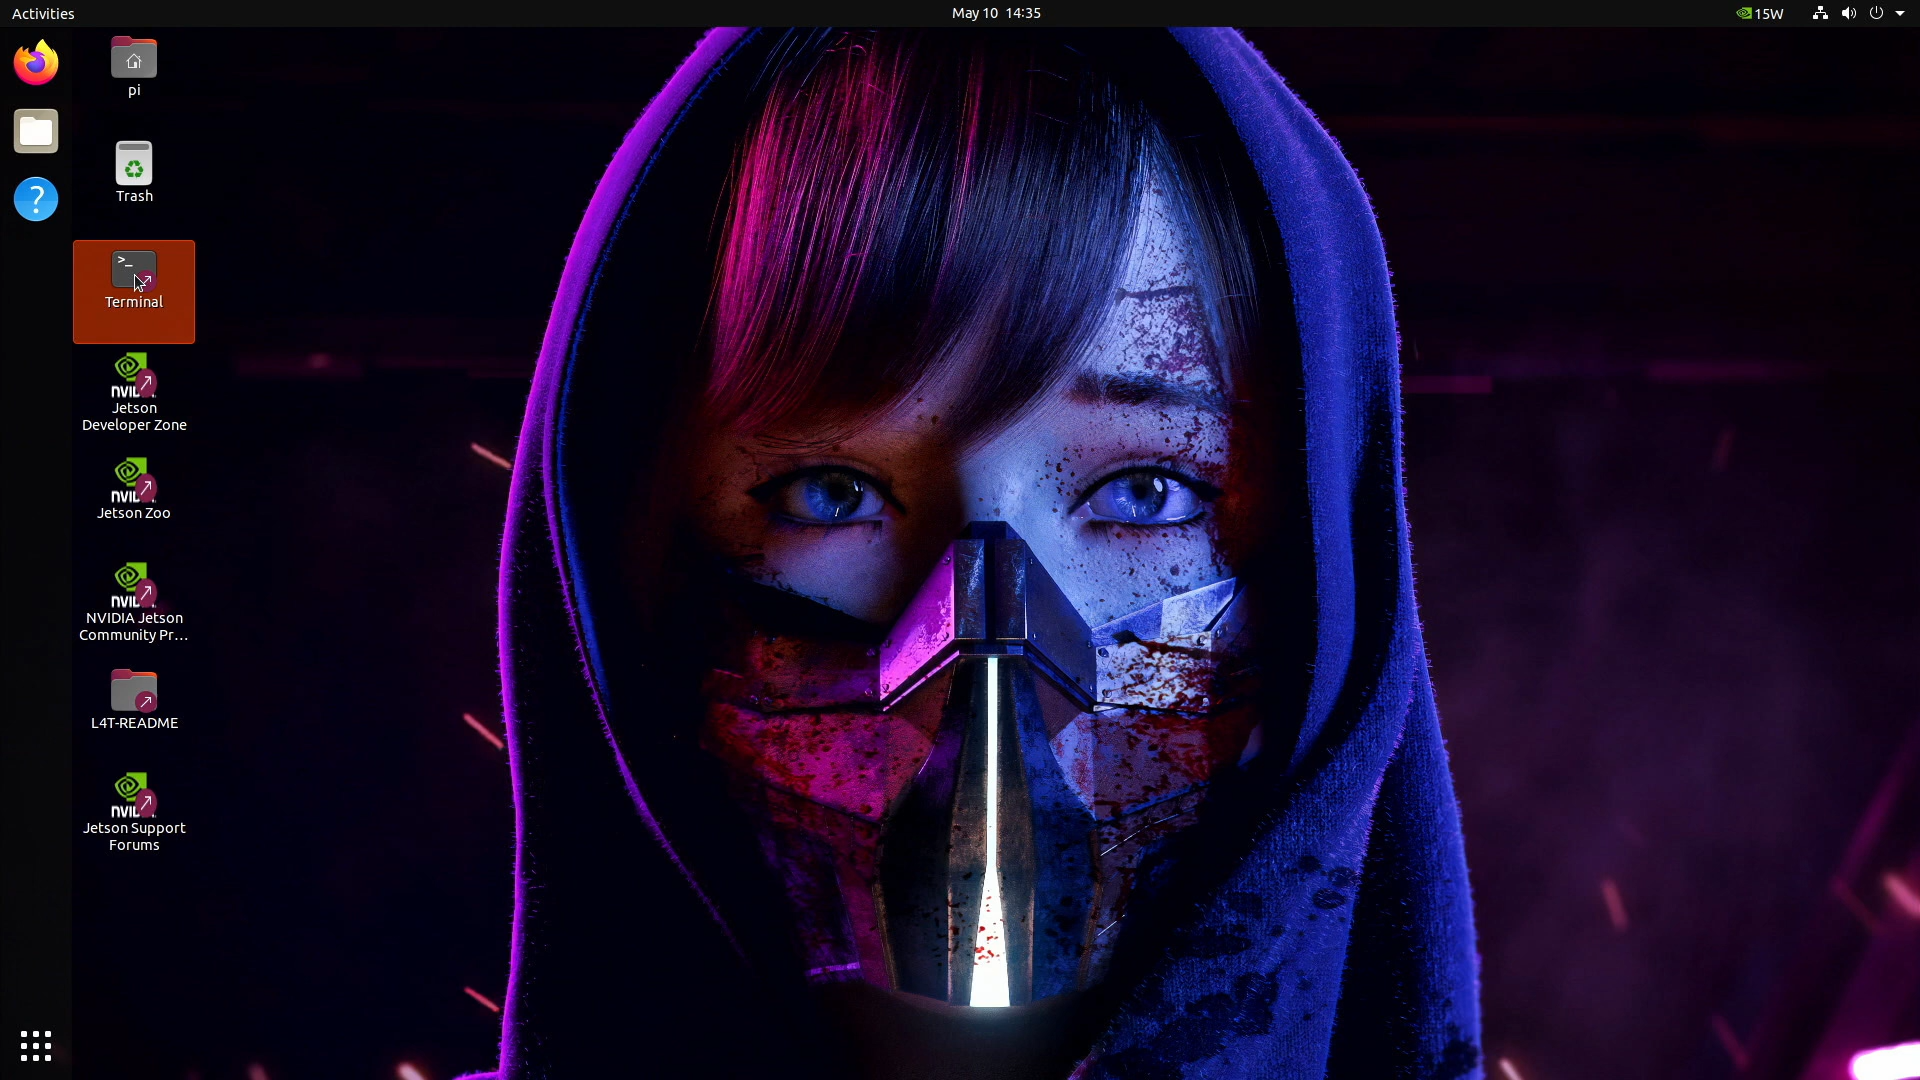 Activities
May 10 14:35
15W
pi
Trash
>_
Terminal
NVIDIA
Jetson
Developer Zone
Jetson Zoo
NVIDIA Jetson
Community Pr…
L4T-README
Jetson Support
Forums